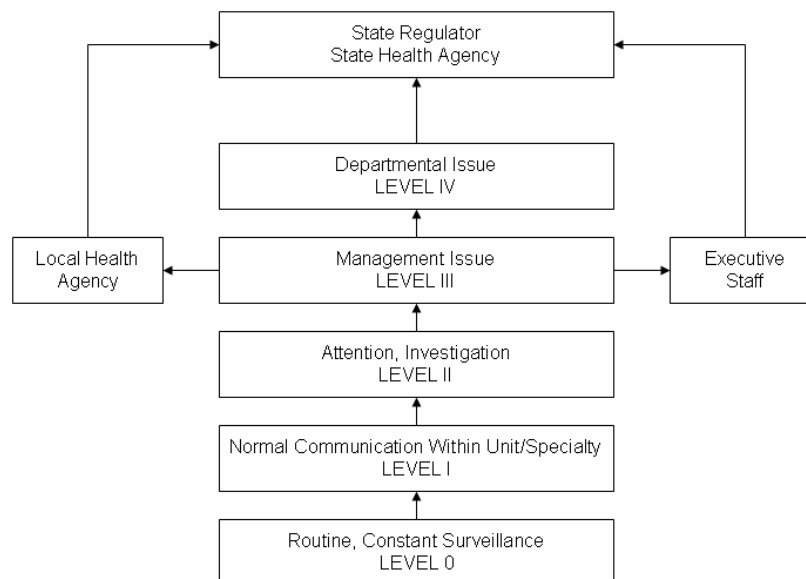 State Regulator
State Health Agency
Departmental Issue
LEVEL IV
Local Health
Agency
Management Issue
LEVEL III
Executive
Staff
Attention, Investigation
LEVEL II
Normal Communication Within Unit/Specialty
LEVEL I
Routine, Constant Surveillance
LEVEL 0